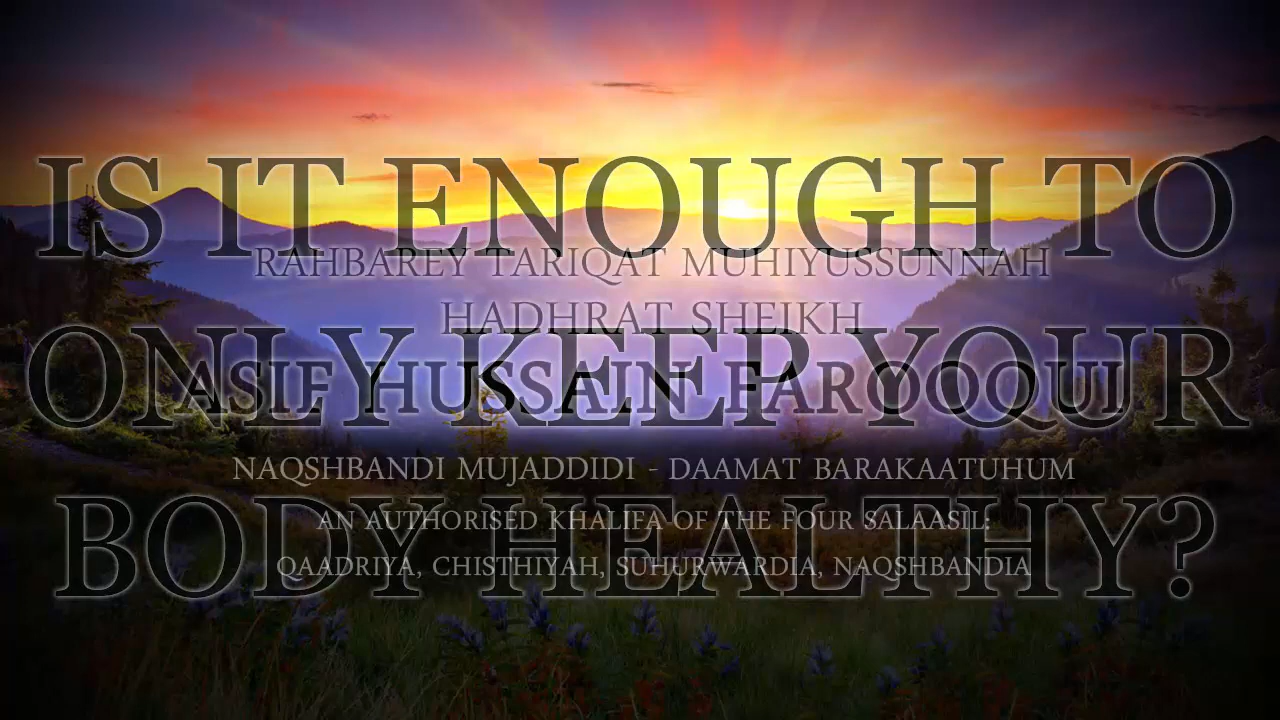 IS IT ENOUGH TO
ONLY KEEP YOUR
BODY HEALTHY?
RAHBAREY TARIQAT MUHIYUSSUNNAH
HADHRAT SHEIKH
ASIF HUSSAIN FAROOQUI
NAQSHBANDI MUJADDIDI - DAAMAT BARAKAATUHUM
AN AUTHORISED KHALIFA OF THE FOUR SALAASIL:
QAADRIYA, CHISTHIYAH, SUHURWARDIA, NAQSHBANDIA